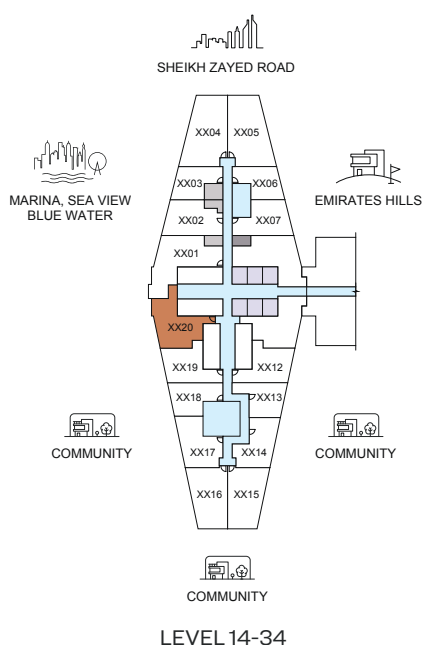 SHEIKH ZAYED ROAD
XX04 XX05
XX03 XX06
MARINA, SEA VIEW
BLUE WATER
EMIRATES HILLS
XX02 XX07
XX01
XX20
XX19 XX12
XX18 XX13
COMMUNITY
COMMUNITY
XX17 XX14
XX16 XX15
COMMUNITY
LEVEL 14-34